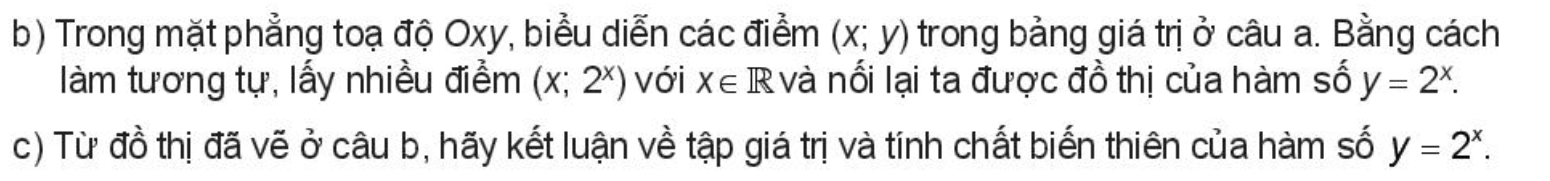 b) Trong mặt phẳng toạ độ Oxy, biểu diễn các điểm (x; y) trong bảng giá trị ở câu a. Bằng cách
làm tương tự, lấy nhiều điểm (x; 2ˣ) với x ∈ ℝ và nối lại ta được đồ thị của hàm số y = 2ˣ.
c) Từ đồ thị đã vẽ ở câu b, hãy kết luận về tập giá trị và tính chất biến thiên của hàm số y = 2ˣ.